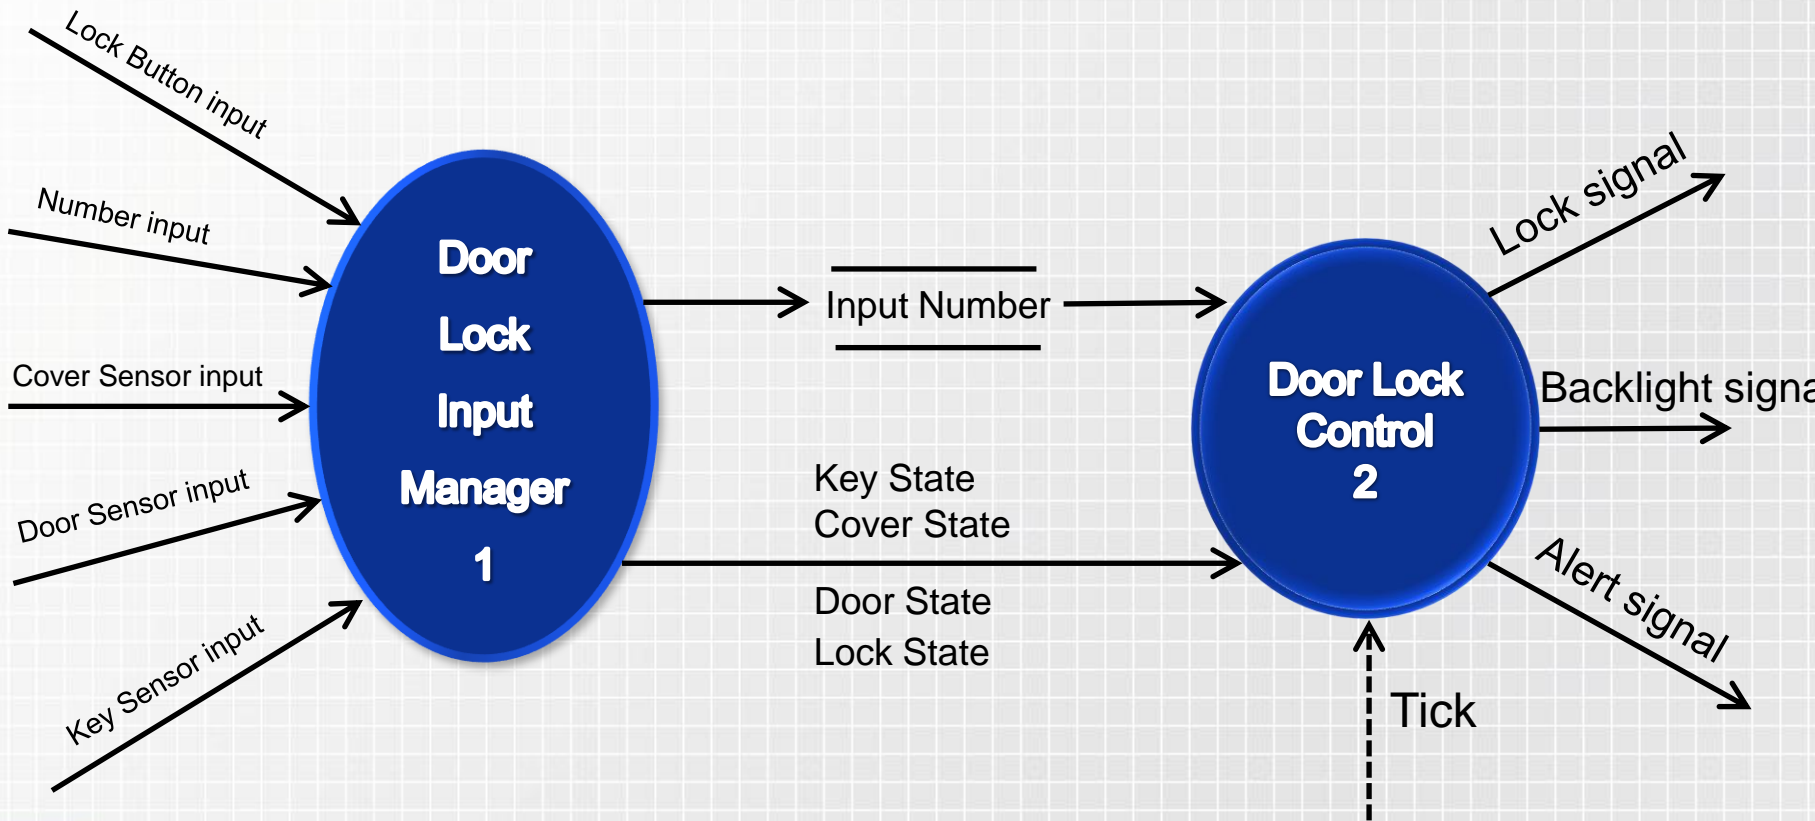 Lock Button input
Number input
Cover Sensor input
Door Sensor input
Key Sensor input
Door
Lock
Input
Manager
1
Input Number
Key State
Cover State
Door State
Lock State
Door Lock
Control
2
Lock signal
Backlight signa
Alert signal
Tick